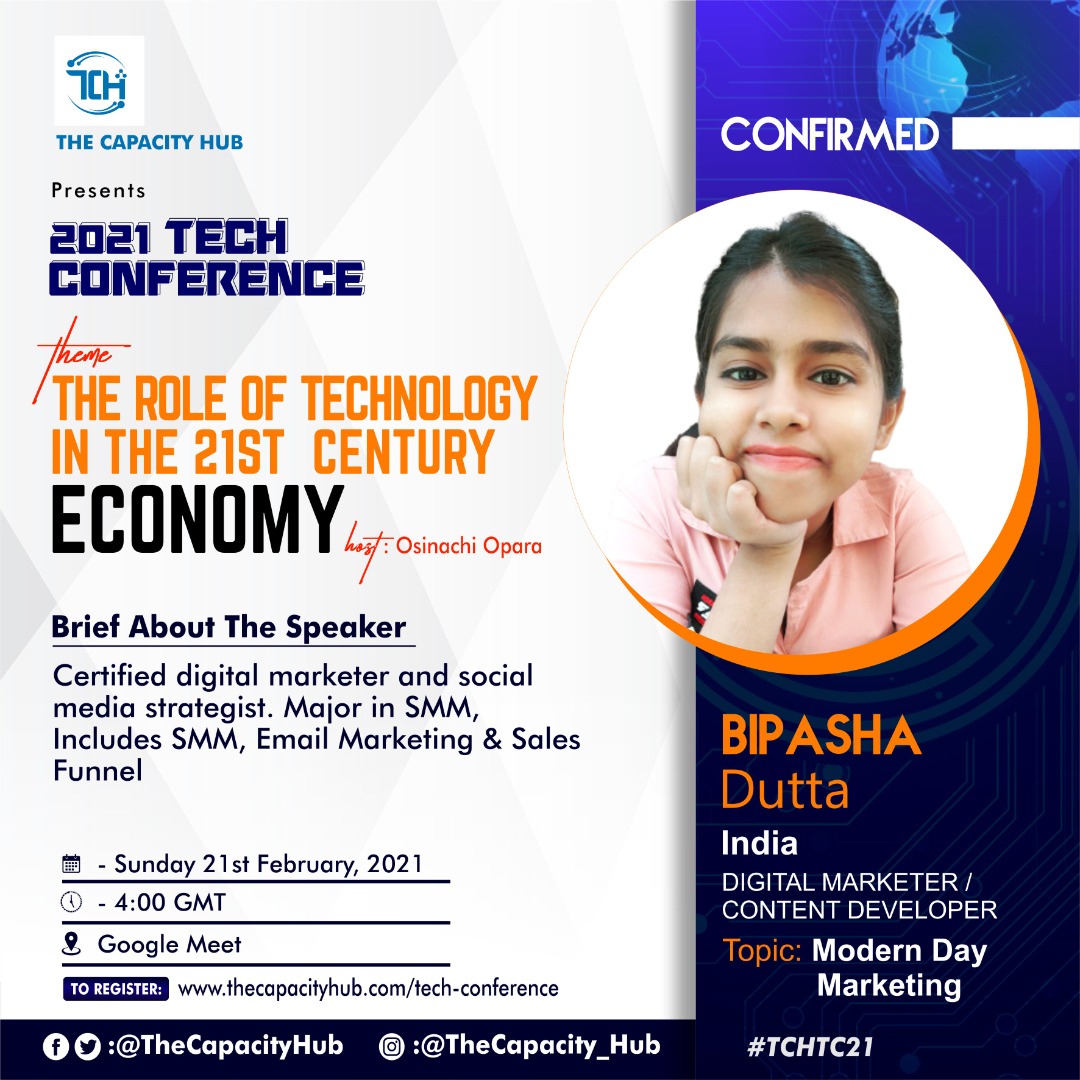 TCH
THE CAPACITY HUB
Presents
2021 TECH
CONFERENCE
theme
THE ROLE OF TECHNOLOGY
IN THE 21ST CENTURY
ECONOMY
host: Osinachi Opara
Brief About The Speaker
Certified digital marketer and social
media strategist. Major in SMM,
Includes SMM, Email Marketing & Sales
Funnel
- Sunday 21st February, 2021
- 4:00 GMT
Google Meet
TO REGISTER: www.thecapacityhub.com/tech-conference
:@TheCapacityHub :@TheCapacity_Hub
CONFIRMED
BIPASHA
Dutta
India
DIGITAL MARKETER /
CONTENT DEVELOPER
Topic: Modern Day
Marketing
#TCHTC21